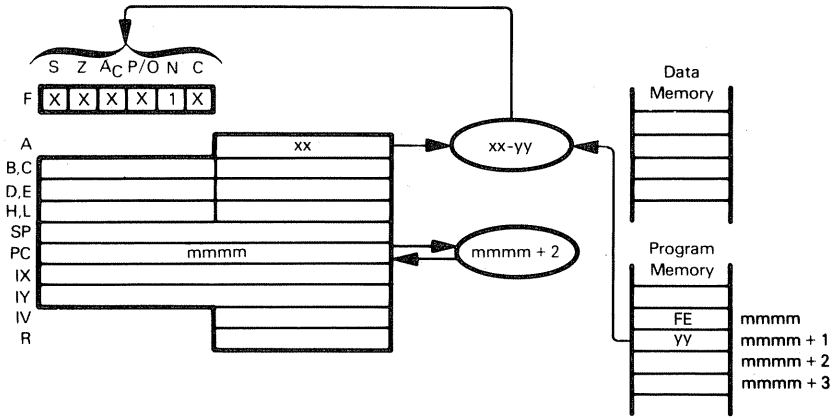 S Z AC P/O N C
F X X X X 1 X
Data
Memory
A xx
xx-yy
B,C
D,E
H,L
SP
PC mmmm
mmmm + 2
IX
IY
IV
R
Program
Memory
FE mmmm
yy mmmm + 1
mmmm + 2
mmmm + 3